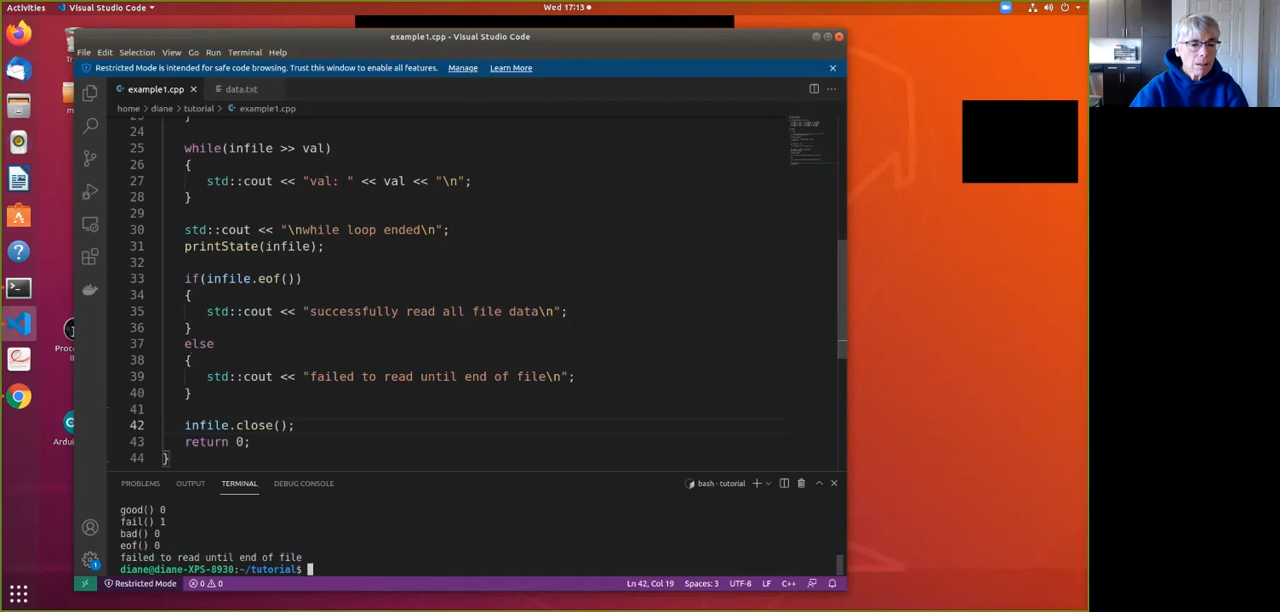 Activities Visual Studio Code Wed 17:13
example1.cpp - Visual Studio Code
File Edit Selection View Go Run Terminal Help
Restricted Mode is intended for safe code browsing. Trust this window to enable all features. Manage Learn More
example1.cpp data.txt
home > diane > tutorial > example1.cpp
24
25 while(infile >> val)
26 {
27 std::cout << "val: " << val << "\n";
28 }
29
30 std::cout << "\nwhile loop ended\n";
31 printState(infile);
32
33 if(infile.eof())
34 {
35 std::cout << "successfully read all file data\n";
36 }
37 else
38 {
39 std::cout << "failed to read until end of file\n";
40 }
41
42 infile.close();
43 return 0;
44 }
PROBLEMS OUTPUT TERMINAL DEBUG CONSOLE bash - tutorial
good() 0
fail() 1
bad() 0
eof() 0
failed to read until end of file
diane@diane-XPS-8930:~/tutorial$
Restricted Mode 0 0 Ln 42, Col 19 Spaces: 3 UTF-8 LF C++